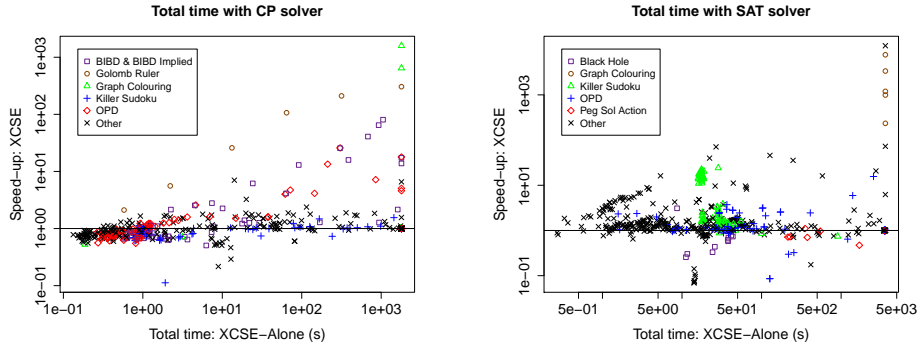 Total time with CP solver
Speed-up: XCSE
1e+03
1e+02
1e+01
1e+00
1e-01
BIBD & BIBD Implied
Golomb Ruler
Graph Colouring
Killer Sudoku
OPD
Other
1e-01 1e+00 1e+01 1e+02 1e+03
Total time: XCSE-Alone (s)
Total time with SAT solver
Speed-up: XCSE
1e+03
1e+01
1e-01
Black Hole
Graph Colouring
Killer Sudoku
OPD
Peg Sol Action
Other
5e-01 5e+00 5e+01 5e+02 5e+03
Total time: XCSE-Alone (s)